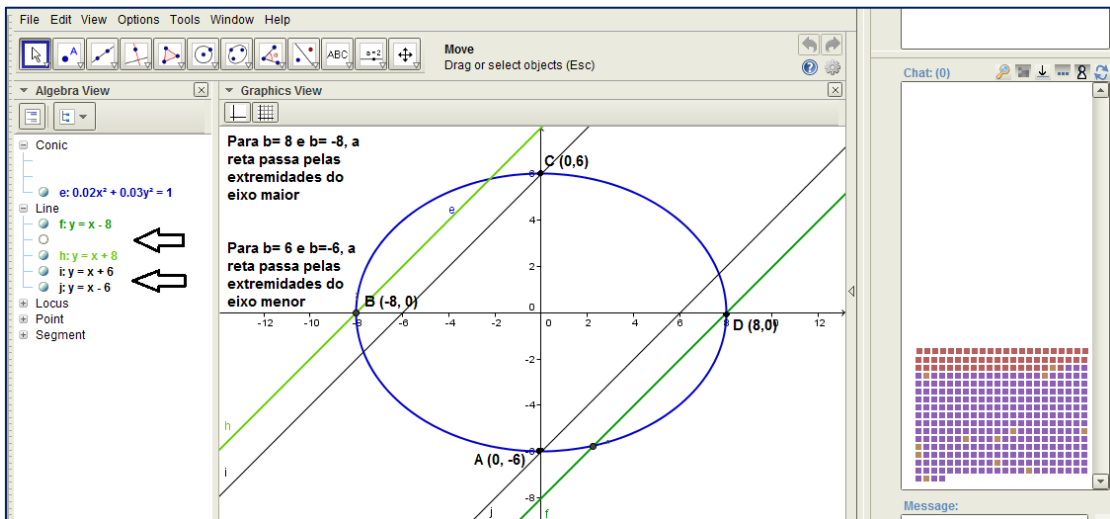 File Edit View Options Tools Window Help
ABC
a=2
Move
Drag or select objects (Esc)
Algebra View
Conic
e: 0.02x² + 0.03y² = 1
Line
f: y = x - 8
h: y = x + 8
i: y = x + 6
j: y = x - 6
Locus
Point
Segment
Graphics View
Para b= 8 e b= -8, a
reta passa pelas
extremidades do
eixo maior
Para b= 6 e b=-6, a
reta passa pelas
extremidades do
eixo menor
C (0,6)
B (-8, 0)
D (8,0)
A (0, -6)
e
h
i
j
f
6
4
2
0
-2
-4
-6
-8
-12 -10 -8 -6 -4 -2 0 2 4 6 8 10 12
Chat: (0)
Message: